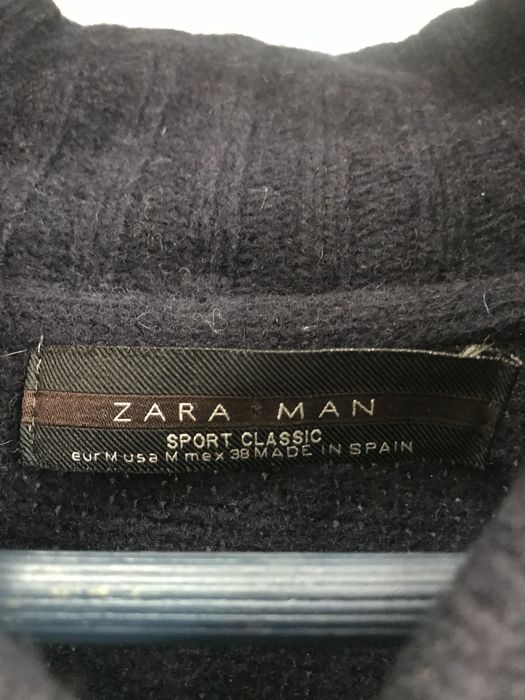 ZARA MAN
SPORT CLASSIC
eur M usa M mex 38 MADE IN SPAIN